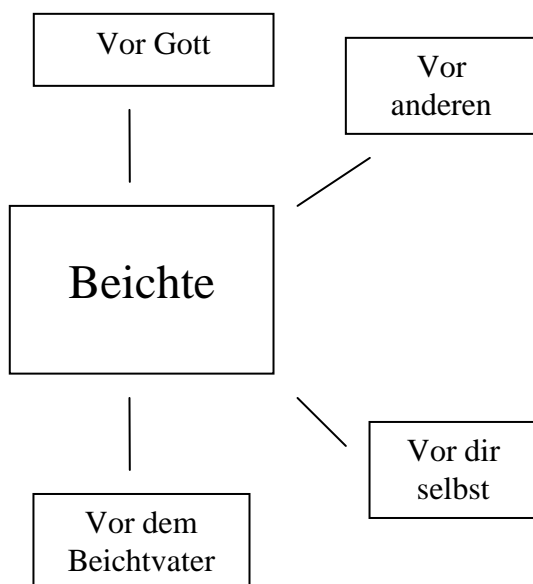 Vor Gott
Vor
anderen
Beichte
Vor dir
selbst
Vor dem
Beichtvater